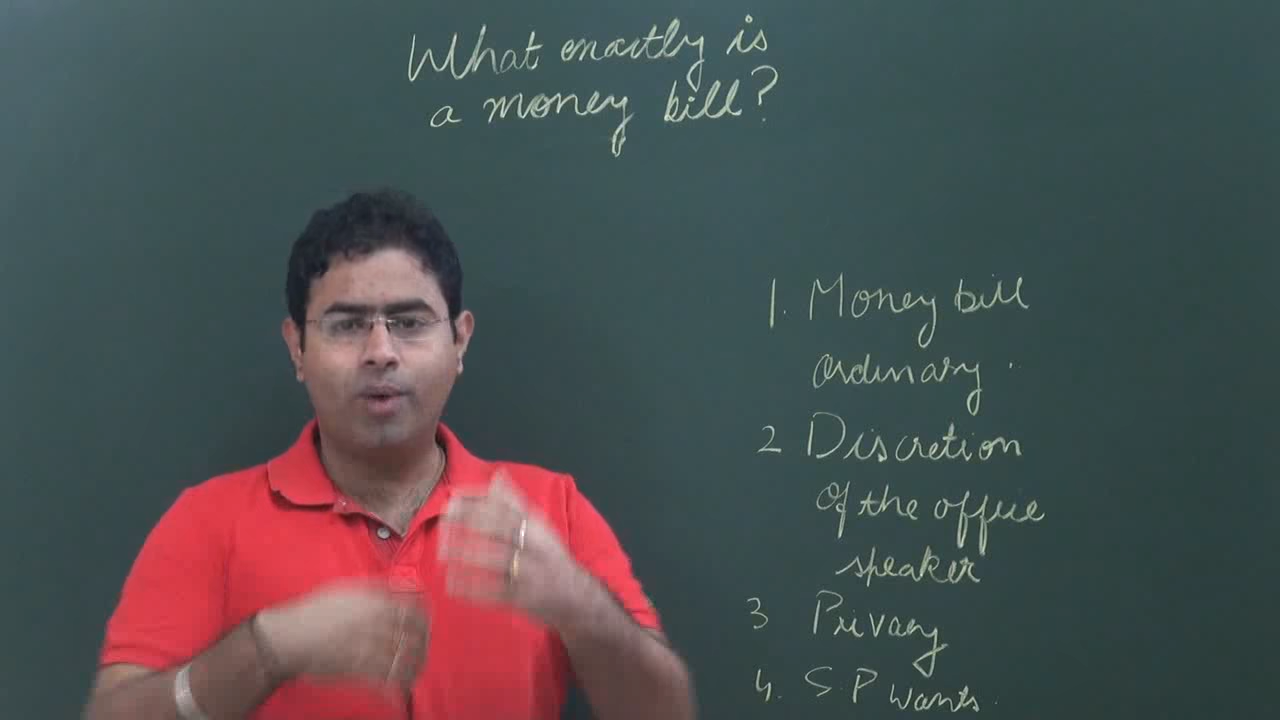 What exactly is
a money bill?
1. Money bill
ordinary.
2 Discretion
Of the office
speaker
3 Privacy
4. S.P wants.